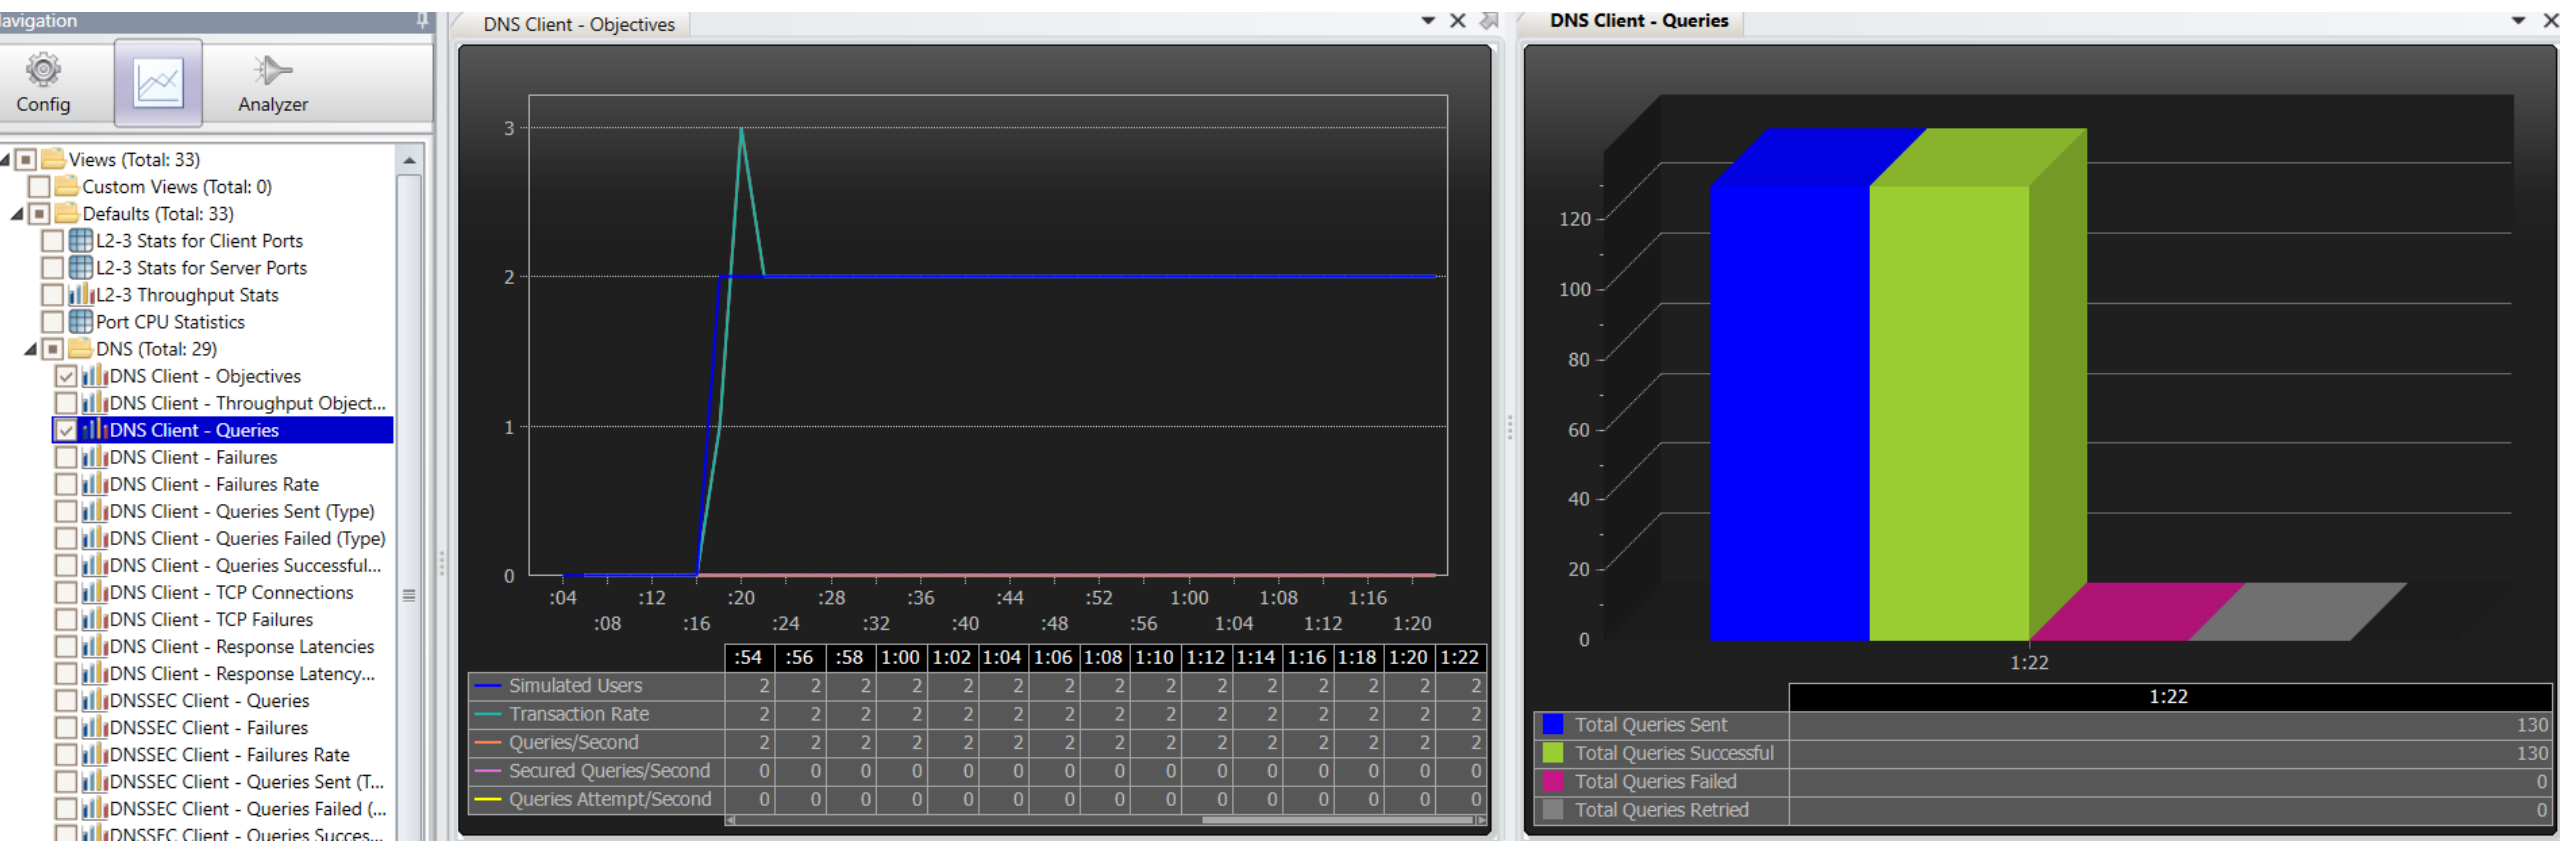 Navigation
Config
Analyzer
Views (Total: 33)
Custom Views (Total: 0)
Defaults (Total: 33)
L2-3 Stats for Client Ports
L2-3 Stats for Server Ports
L2-3 Throughput Stats
Port CPU Statistics
DNS (Total: 29)
DNS Client - Objectives
DNS Client - Throughput Object...
DNS Client - Queries
DNS Client - Failures
DNS Client - Failures Rate
DNS Client - Queries Sent (Type)
DNS Client - Queries Failed (Type)
DNS Client - Queries Successful...
DNS Client - TCP Connections
DNS Client - TCP Failures
DNS Client - Response Latencies
DNS Client - Response Latency...
DNSSEC Client - Queries
DNSSEC Client - Failures
DNSSEC Client - Failures Rate
DNSSEC Client - Queries Sent (T...
DNSSEC Client - Queries Failed (...
DNSSEC Client - Queries Succes...
DNS Client - Objectives
3
2
1
0
:04 :12 :20 :28 :36 :44 :52 1:00 1:08 1:16
:08 :16 :24 :32 :40 :48 :56 1:04 1:12 1:20
:54 :56 :58 1:00 1:02 1:04 1:06 1:08 1:10 1:12 1:14 1:16 1:18 1:20 1:22
Simulated Users 2 2 2 2 2 2 2 2 2 2 2 2 2 2 2
Transaction Rate 2 2 2 2 2 2 2 2 2 2 2 2 2 2 2
Queries/Second 2 2 2 2 2 2 2 2 2 2 2 2 2 2 2
Secured Queries/Second 0 0 0 0 0 0 0 0 0 0 0 0 0 0 0
Queries Attempt/Second 0 0 0 0 0 0 0 0 0 0 0 0 0 0 0
DNS Client - Queries
120
100
80
60
40
20
0
1:22
1:22
Total Queries Sent 130
Total Queries Successful 130
Total Queries Failed 0
Total Queries Retried 0